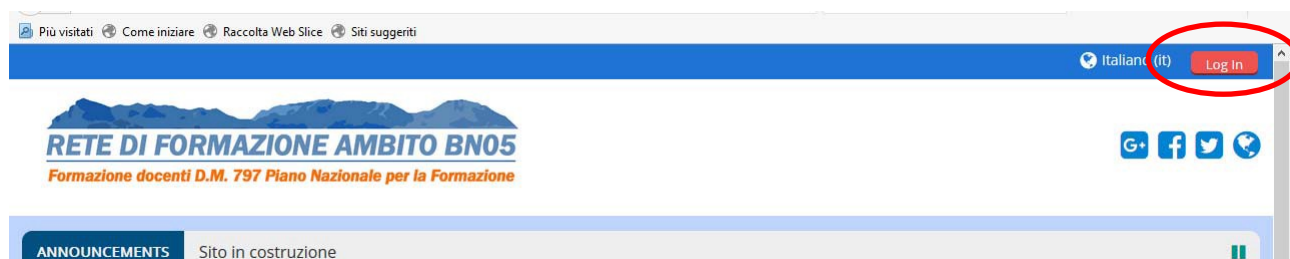 Più visitati Come iniziare Raccolta Web Slice Siti suggeriti
Italiano (it) Log In
RETE DI FORMAZIONE AMBITO BN05
Formazione docenti D.M. 797 Piano Nazionale per la Formazione
G+
ANNOUNCEMENTS Sito in costruzione